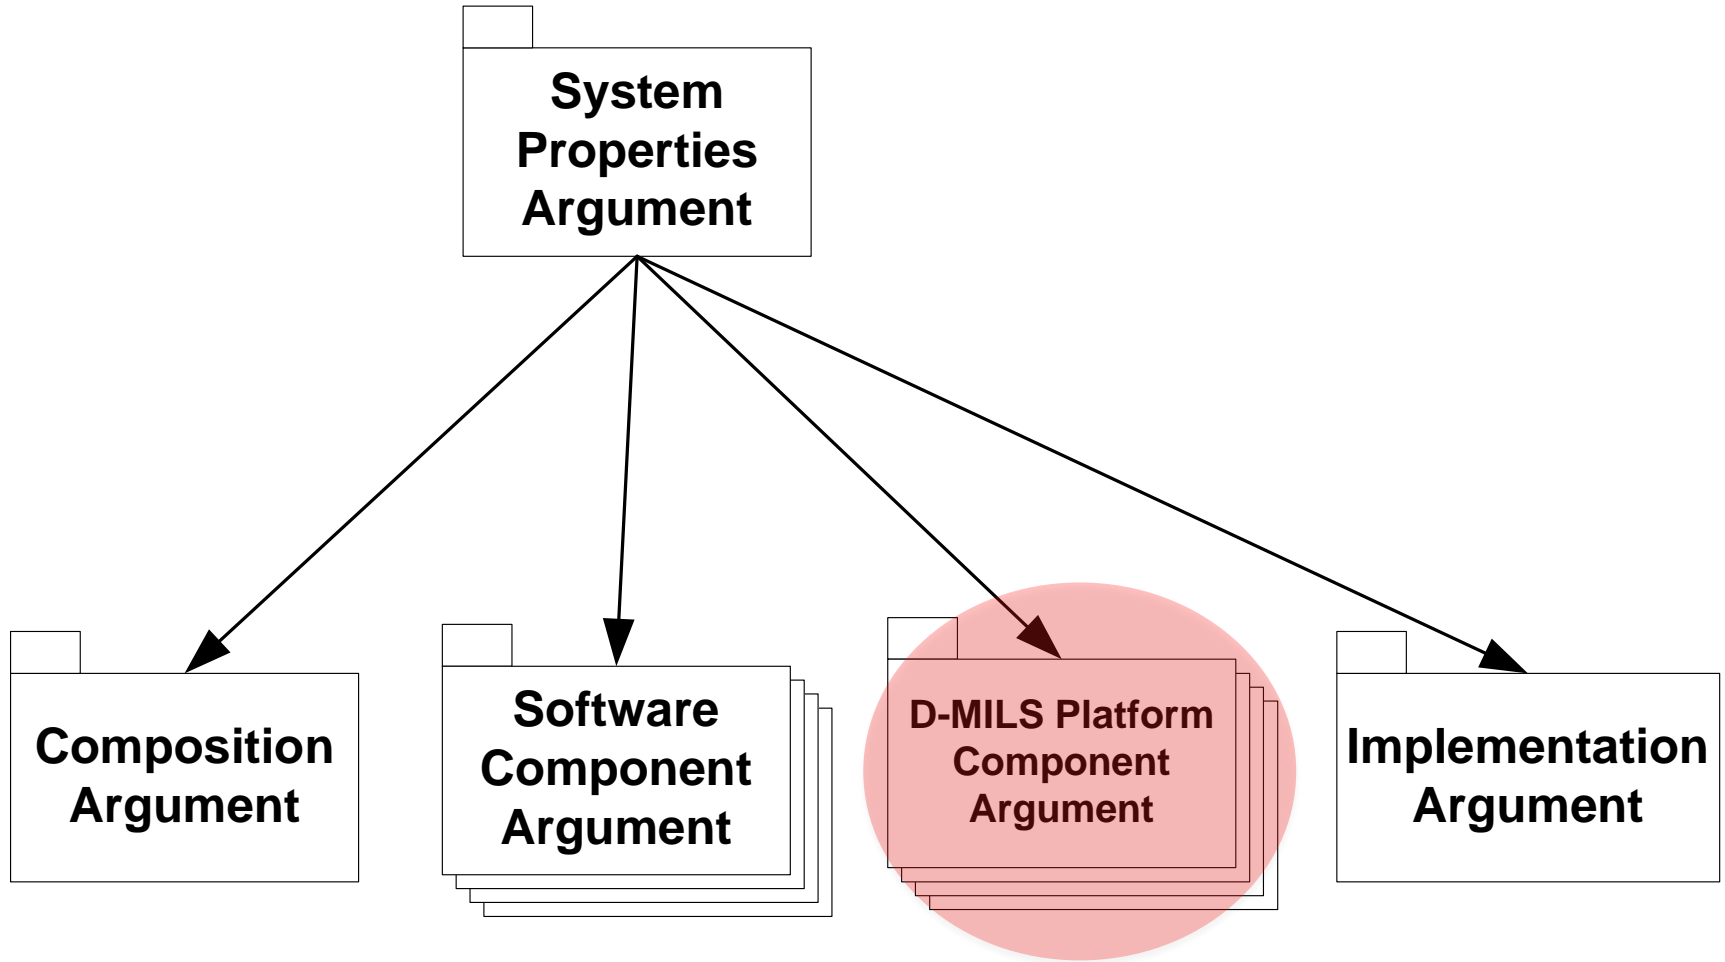 System
Properties
Argument
Composition
Argument
Software
Component
Argument
D-MILS Platform
Component
Argument
Implementation
Argument